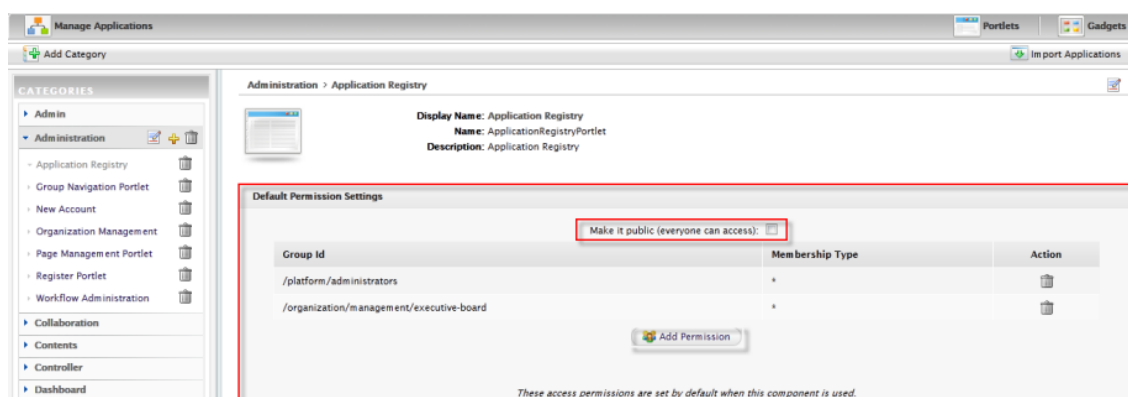 Manage Applications
Portlets
Gadgets
Add Category
Import Applications
CATEGORIES
Admin
Administration
Application Registry
Group Navigation Portlet
New Account
Organization Management
Page Management Portlet
Register Portlet
Workflow Administration
Collaboration
Contents
Controller
Dashboard
Administration > Application Registry
Display Name: Application Registry
Name: ApplicationRegistryPortlet
Description: Application Registry
Default Permission Settings
Make it public (everyone can access):
Group Id Membership Type Action
/platform/administrators *
/organization/management/executive-board *
Add Permission
These access permissions are set by default when this component is used.